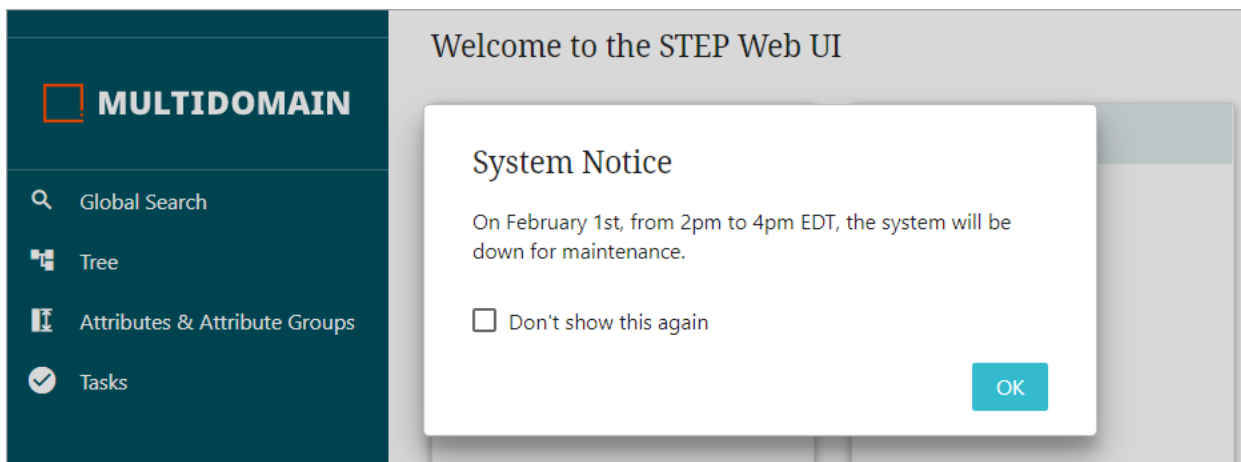 Welcome to the STEP Web UI
MULTIDOMAIN
Global Search
Tree
Attributes & Attribute Groups
Tasks
System Notice
On February 1st, from 2pm to 4pm EDT, the system will be
down for maintenance.
Don't show this again
OK